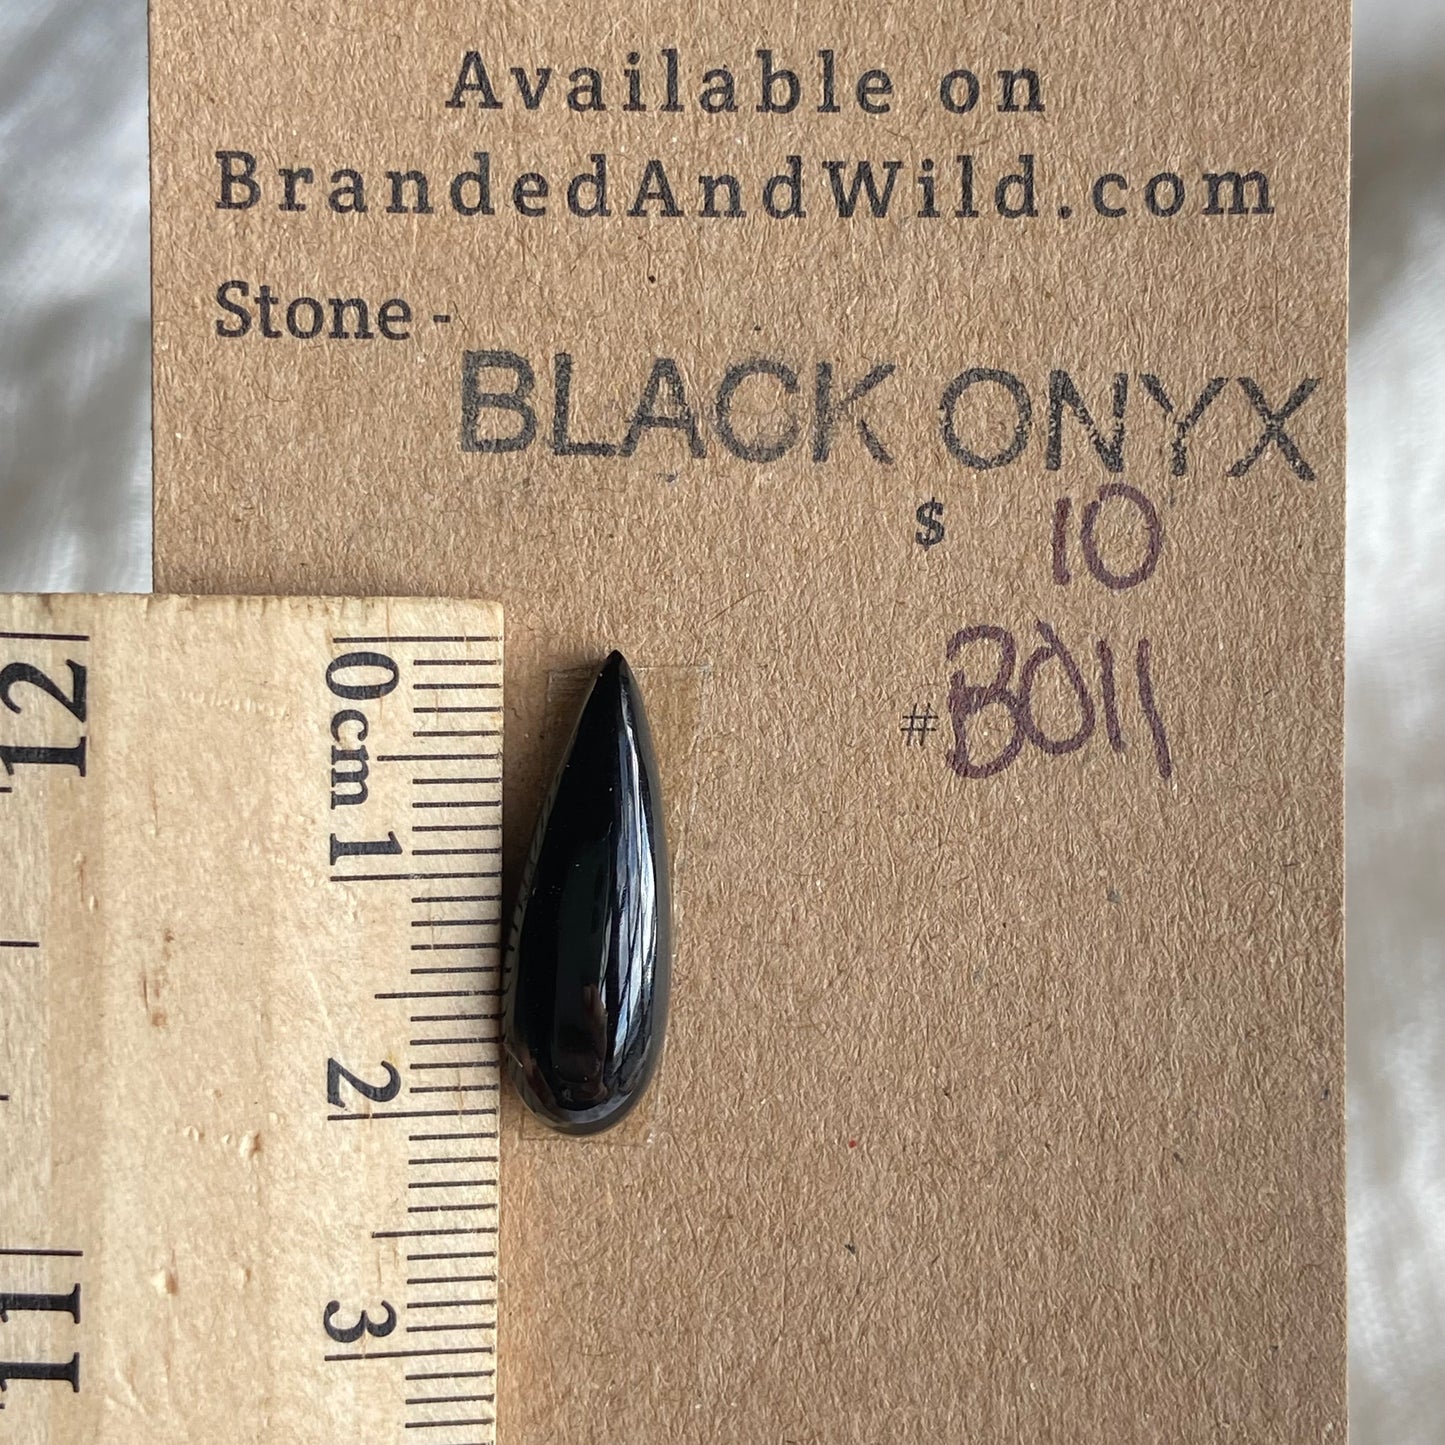 Available on
BrandedAndWild.com
Stone -
BLACK ONYX
$ 10
# B011
0cm 1
2
3
12
11